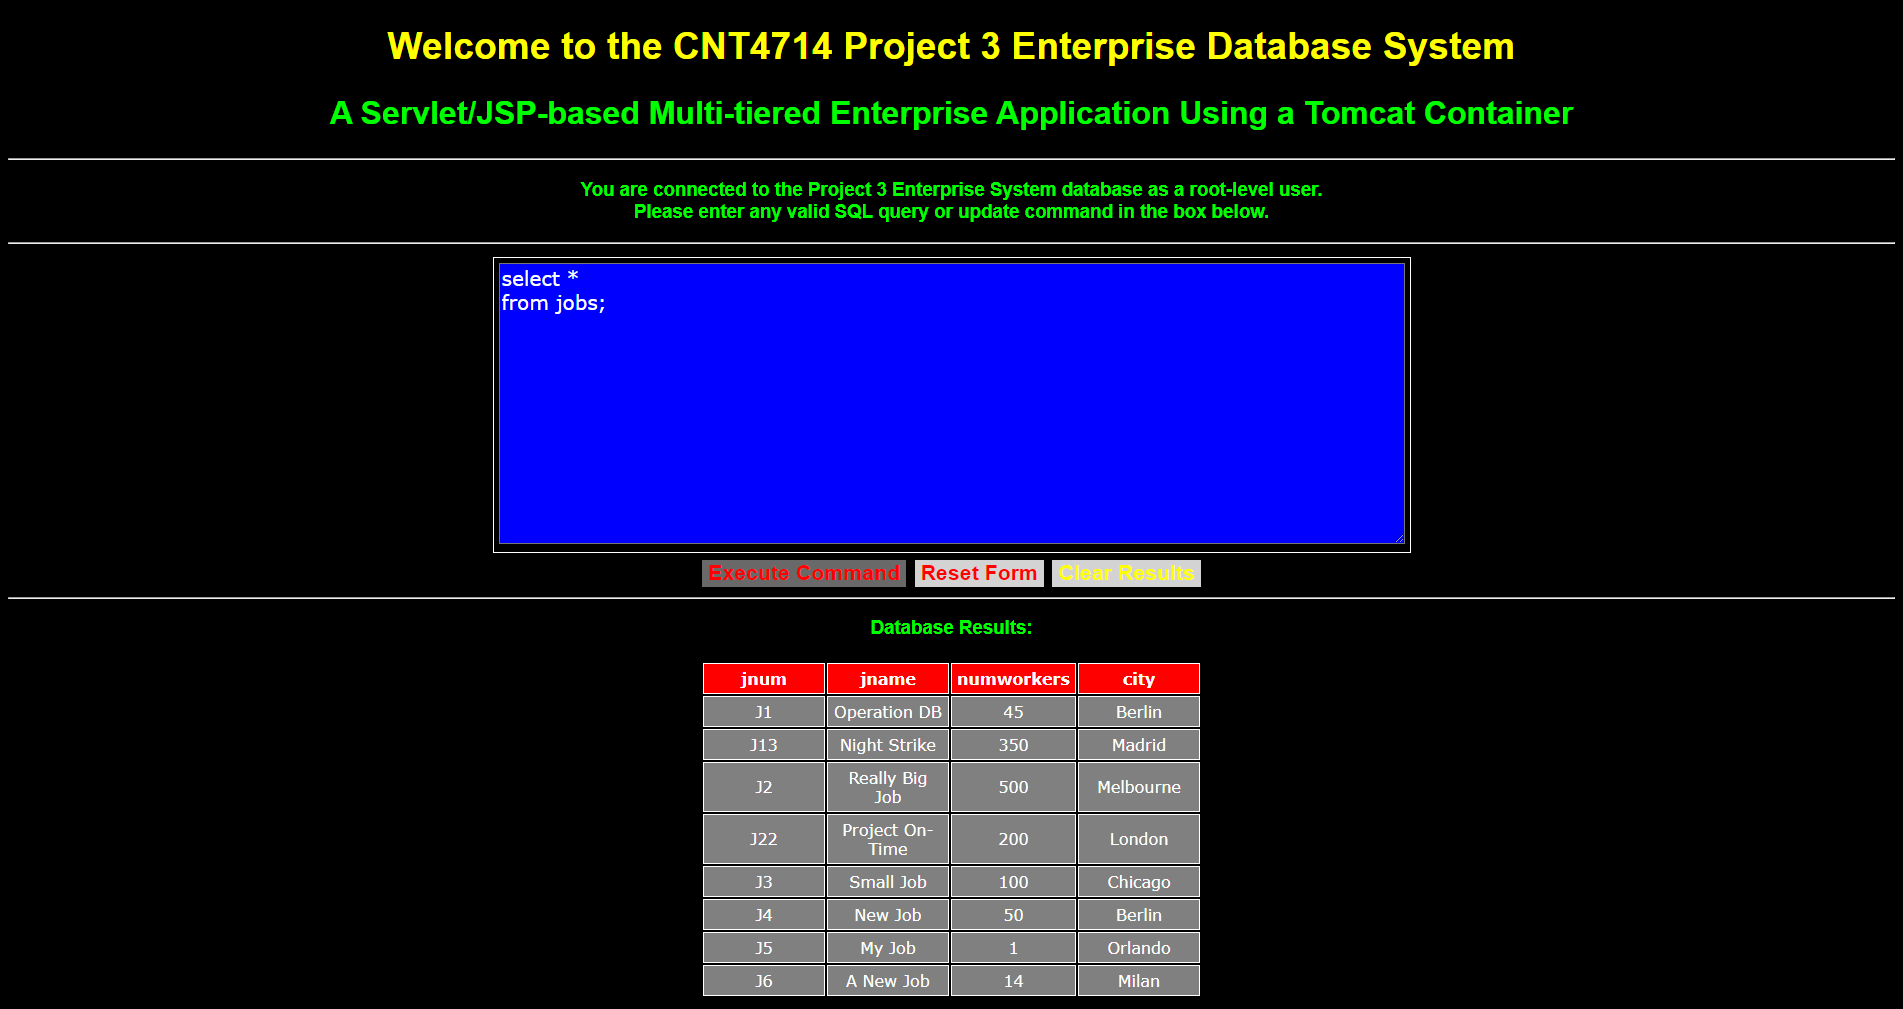 Welcome to the CNT4714 Project 3 Enterprise Database System
A Servlet/JSP-based Multi-tiered Enterprise Application Using a Tomcat Container
You are connected to the Project 3 Enterprise System database as a root-level user.
Please enter any valid SQL query or update command in the box below.
select *
from jobs;
Execute Command Reset Form Clear Results
Database Results:
jnum jname numworkers city
J1 Operation DB 45 Berlin
J13 Night Strike 350 Madrid
J2 Really Big Job 500 Melbourne
J22 Project On-Time 200 London
J3 Small Job 100 Chicago
J4 New Job 50 Berlin
J5 My Job 1 Orlando
J6 A New Job 14 Milan